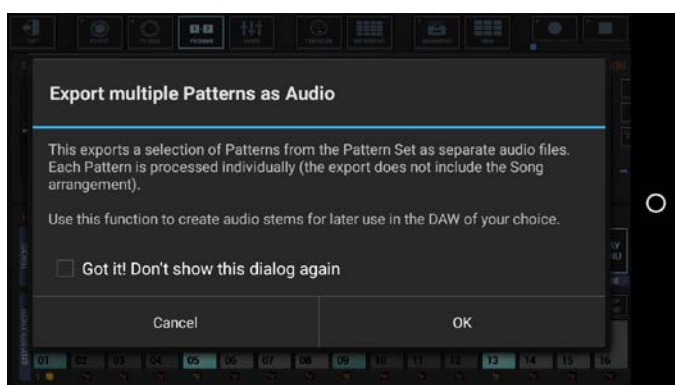 Export multiple Patterns as Audio
This exports a selection of Patterns from the Pattern Set as separate audio files.
Each Pattern is processed individually (the export does not include the Song
arrangement).
Use this function to create audio stems for later use in the DAW of your choice.
Got it! Don't show this dialog again
Cancel OK
01 02 03 04 05 06 07 08 09 10 11 12 13 14 15 16